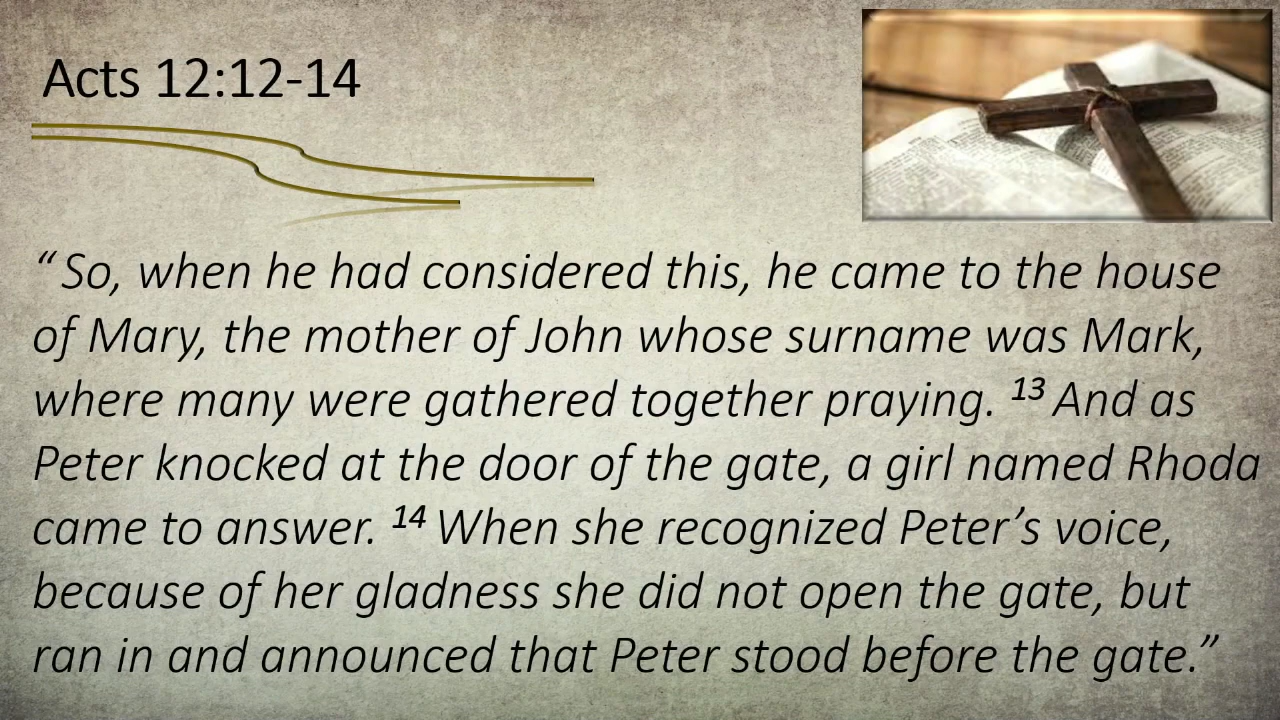 Acts 12:12-14
“ So, when he had considered this, he came to the house
of Mary, the mother of John whose surname was Mark,
where many were gathered together praying. 13 And as
Peter knocked at the door of the gate, a girl named Rhoda
came to answer. 14 When she recognized Peter’s voice,
because of her gladness she did not open the gate, but
ran in and announced that Peter stood before the gate.”